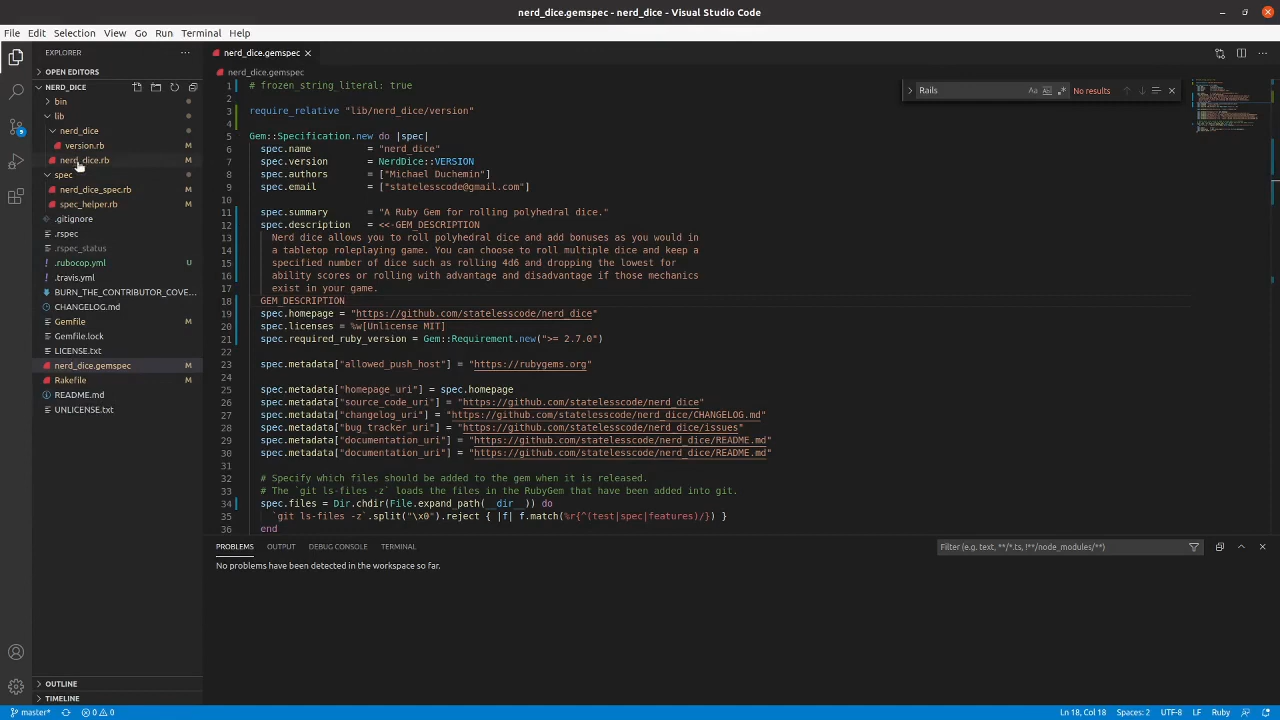 nerd_dice.gemspec - nerd_dice - Visual Studio Code
File Edit Selection View Go Run Terminal Help
EXPLORER
OPEN EDITORS
NERD_DICE
bin
lib
nerd_dice
version.rb M
nerd_dice.rb M
spec
nerd_dice_spec.rb M
spec_helper.rb M
.gitignore
.rspec
.rspec_status
.rubocop.yml U
.travis.yml
BURN_THE_CONTRIBUTOR_COVE...
CHANGELOG.md
Gemfile M
Gemfile.lock
LICENSE.txt
nerd_dice.gemspec M
Rakefile M
README.md
UNLICENSE.txt
OUTLINE
TIMELINE
nerd_dice.gemspec
nerd_dice.gemspec
Rails
Aa
No results
1 # frozen_string_literal: true
2
3 require_relative "lib/nerd_dice/version"
4
5 Gem::Specification.new do |spec|
6 spec.name = "nerd_dice"
7 spec.version = NerdDice::VERSION
8 spec.authors = ["Michael Duchemin"]
9 spec.email = ["statelesscode@gmail.com"]
10
11 spec.summary = "A Ruby Gem for rolling polyhedral dice."
12 spec.description = <<-GEM_DESCRIPTION
13 Nerd dice allows you to roll polyhedral dice and add bonuses as you would in
14 a tabletop roleplaying game. You can choose to roll multiple dice and keep a
15 specified number of dice such as rolling 4d6 and dropping the lowest for
16 ability scores or rolling with advantage and disadvantage if those mechanics
17 exist in your game.
18 GEM_DESCRIPTION
19 spec.homepage = "https://github.com/statelesscode/nerd_dice"
20 spec.licenses = %w[Unlicense MIT]
21 spec.required_ruby_version = Gem::Requirement.new(">= 2.7.0")
22
23 spec.metadata["allowed_push_host"] = "https://rubygems.org"
24
25 spec.metadata["homepage_uri"] = spec.homepage
26 spec.metadata["source_code_uri"] = "https://github.com/statelesscode/nerd_dice"
27 spec.metadata["changelog_uri"] = "https://github.com/statelesscode/nerd_dice/CHANGELOG.md"
28 spec.metadata["bug_tracker_uri"] = "https://github.com/statelesscode/nerd_dice/issues"
29 spec.metadata["documentation_uri"] = "https://github.com/statelesscode/nerd_dice/README.md"
30 spec.metadata["documentation_uri"] = "https://github.com/statelesscode/nerd_dice/README.md"
31
32 # Specify which files should be added to the gem when it is released.
33 # The `git ls-files -z` loads the files in the RubyGem that have been added into git.
34 spec.files = Dir.chdir(File.expand_path(__dir__)) do
35 `git ls-files -z`.split("\x0").reject { |f| f.match(%r{^(test|spec|features)/}) }
36 end
PROBLEMS OUTPUT DEBUG CONSOLE TERMINAL
Filter (e.g. text, **/*.ts, !**/node_modules/**)
No problems have been detected in the workspace so far.
master* 0 0
Ln 18, Col 18 Spaces: 2 UTF-8 LF Ruby